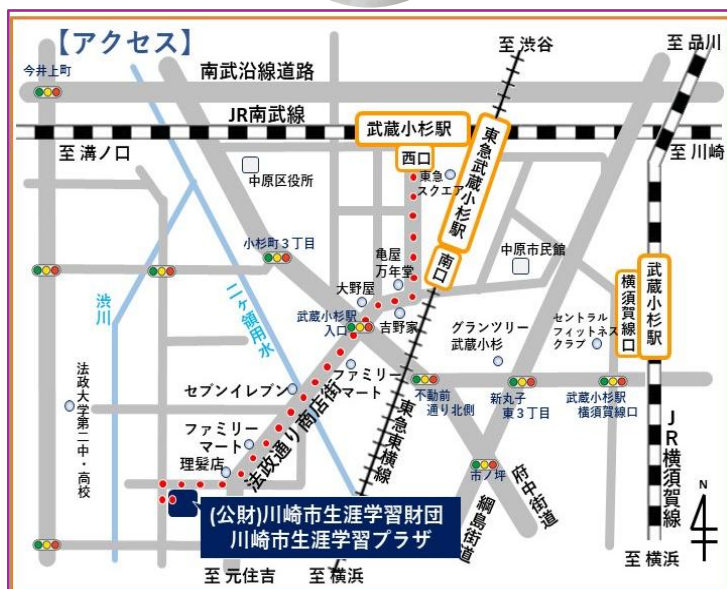 【アクセス】
至 渋谷
至 品川
今井上町
南武沿線道路
JR南武線
武蔵小杉駅
西口
東急武蔵小杉駅
南口
至 溝ノ口
至 川崎
中原区役所
東急
スクエア
小杉町3丁目
亀屋
万年堂
中原市民館
大野屋
武蔵小杉駅
入口
吉野家
グランツリー
武蔵小杉
セントラル
フィットネス
クラブ
横須賀線口
武蔵小杉駅
渋川
二ヶ領用水
法政大学第二中・高校
セブンイレブン
ファミリー
マート
不動前
通り北側
新丸子
東3丁目
武蔵小杉駅
横須賀線口
ファミリー
マート
理髪店
法政通り商店街
東急東横線
市ノ坪
綱島街道
府中街道
JR横須賀線
N
(公財)川崎市生涯学習財団
川崎市生涯学習プラザ
至 元住吉
至 横浜
至 横浜